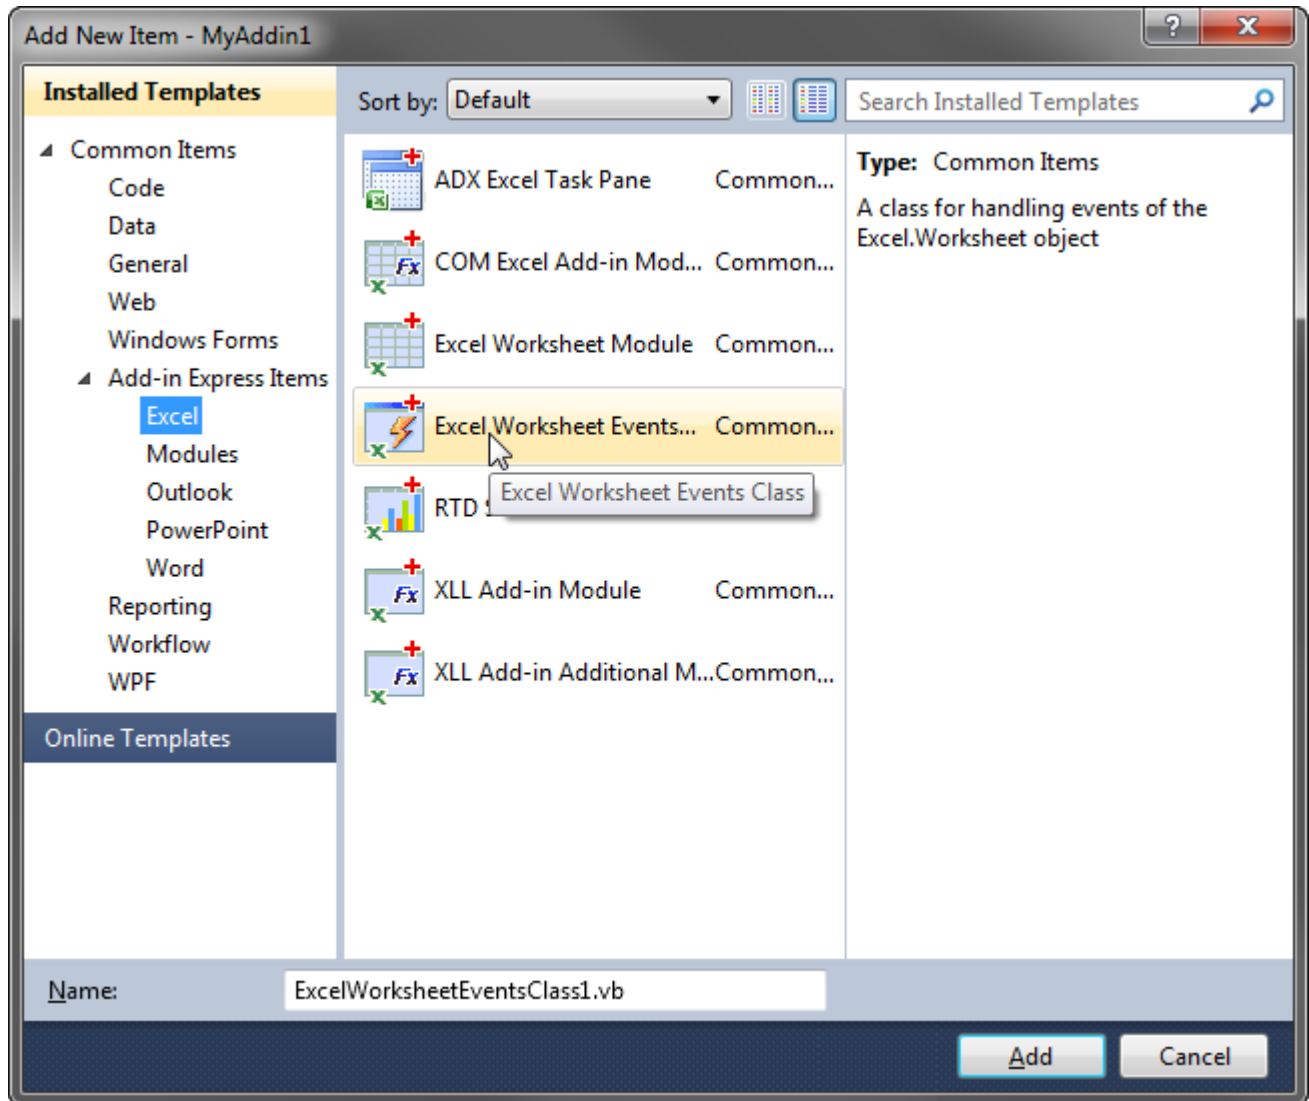 Add New Item - MyAddin1
?
Installed Templates
Common Items
Code
Data
General
Web
Windows Forms
Add-in Express Items
Excel
Modules
Outlook
PowerPoint
Word
Reporting
Workflow
WPF
Online Templates
Sort by: Default
Search Installed Templates
ADX Excel Task Pane Common...
Fx COM Excel Add-in Mod... Common...
Excel Worksheet Module Common...
Excel Worksheet Events... Common...
Excel Worksheet Events Class
RTD
Fx XLL Add-in Module Common...
Fx XLL Add-in Additional M...Common...
Type: Common Items
A class for handling events of the
Excel.Worksheet object
Name: ExcelWorksheetEventsClass1.vb
Add Cancel